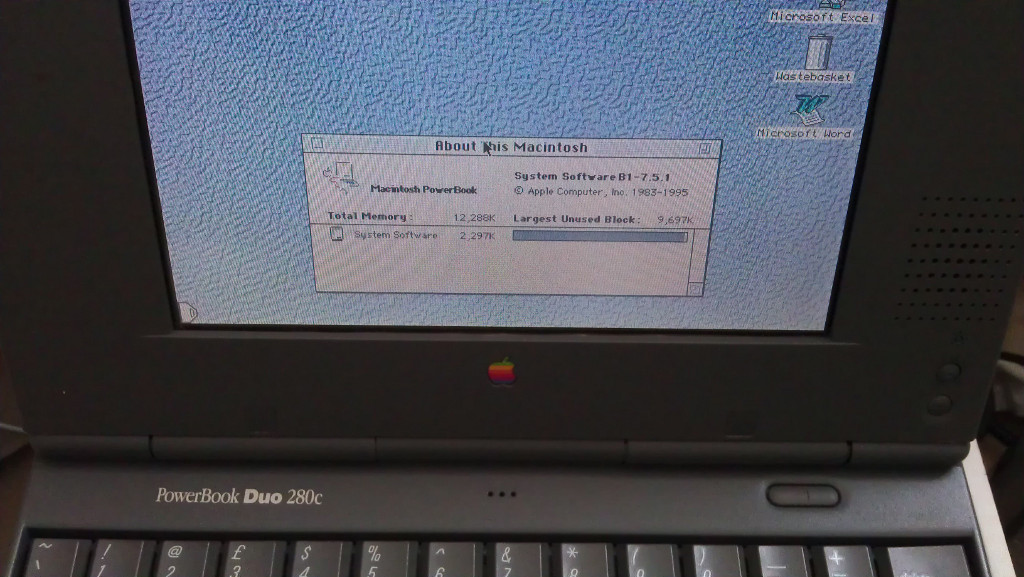 Microsoft Excel
Wastebasket
Microsoft Word
About This Macintosh
Macintosh PowerBook
System Software B1-7.5.1
© Apple Computer, Inc. 1983-1995
Total Memory: 12,288K Largest Unused Block: 9,697K
System Software 2,297K
PowerBook Duo 280c
~ ! @ £ $ % ^ & * ( ) — +
\ 1 2 3 4 5 6 7 8